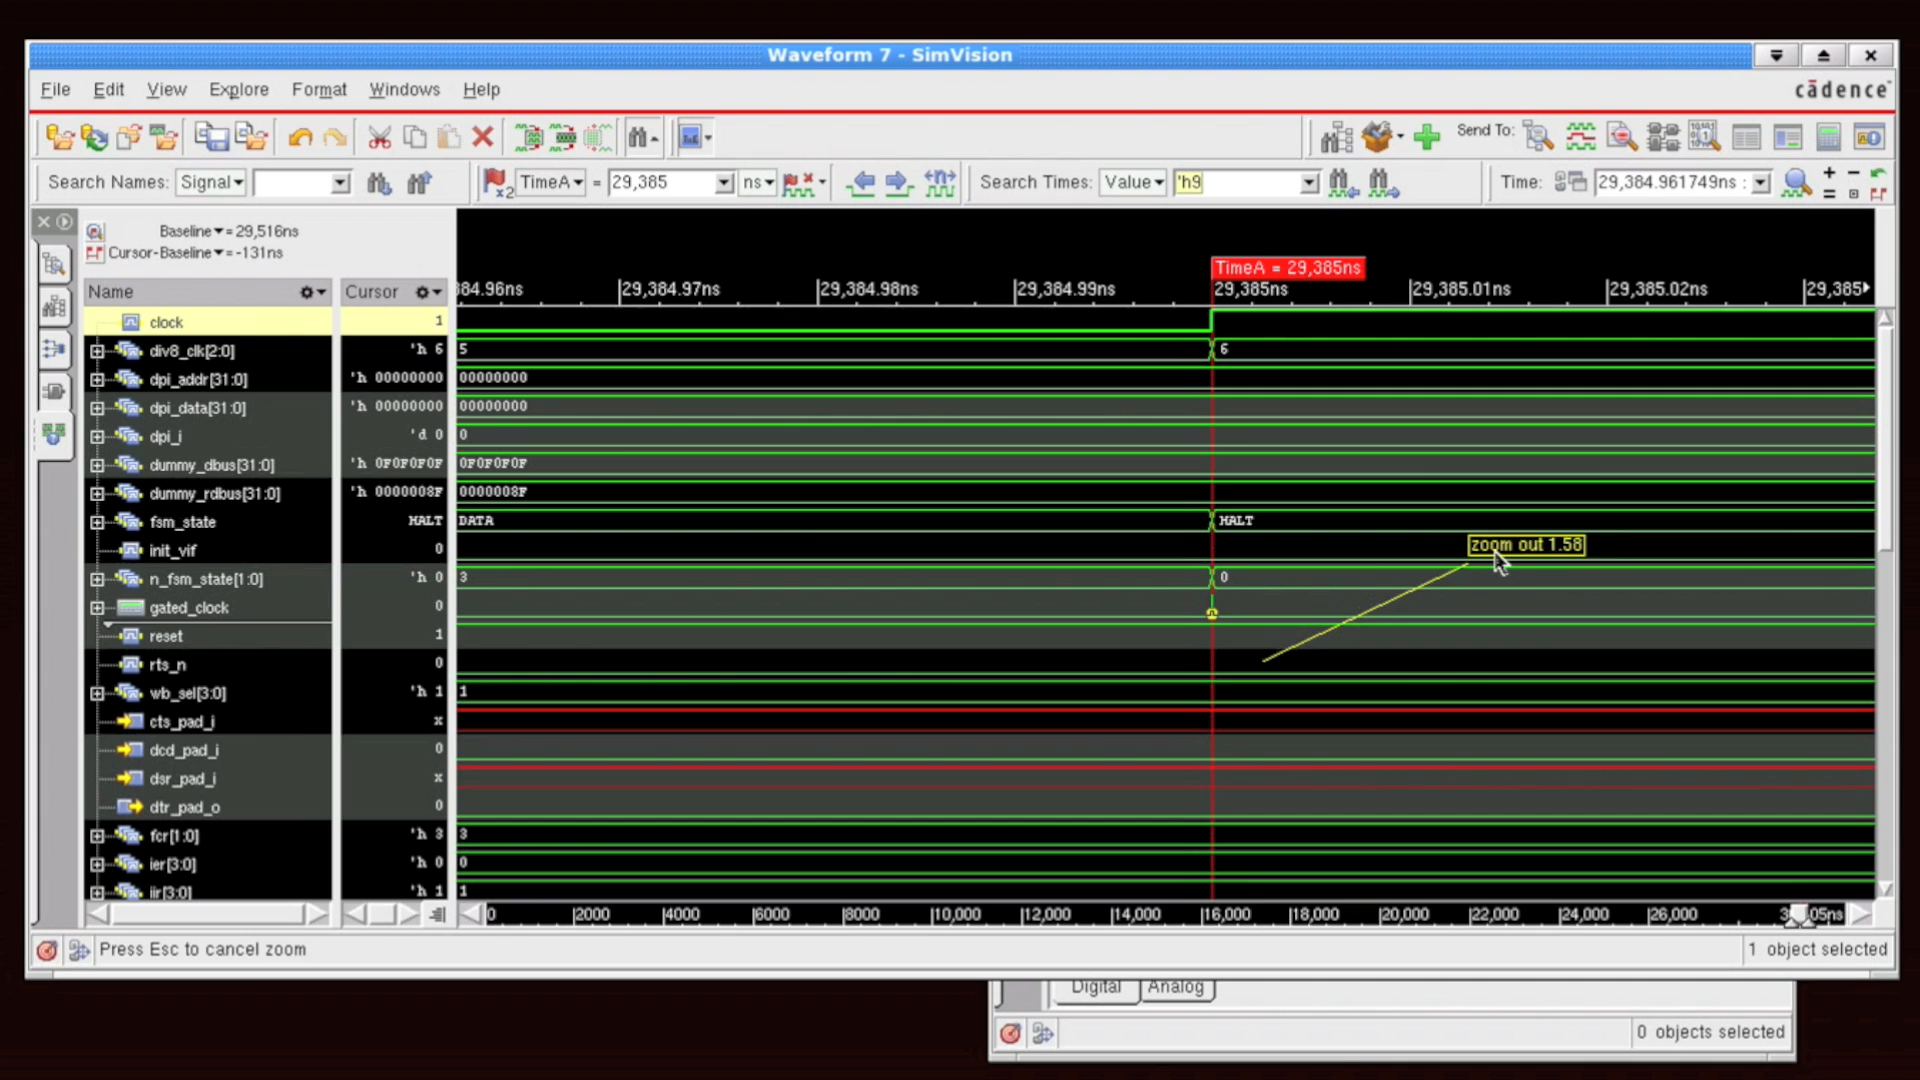 Waveform 7 - SimVision
File Edit View Explore Format Windows Help
cādence
Send To:
Search Names: Signal
x2 TimeA = 29,385 ns
Search Times: Value 'h9
Time: 29,384.961749ns :
Baseline = 29,516ns
Cursor-Baseline = -131ns
TimeA = 29,385ns
Name Cursor
384.96ns 29,384.97ns 29,384.98ns 29,384.99ns 29,385ns 29,385.01ns 29,385.02ns 29,385
clock 1
div8_clk[2:0] 'h 6 5 6
dpi_addr[31:0] 'h 00000000 00000000
dpi_data[31:0] 'h 00000000 00000000
dpi_i 'd 0 0
dummy_dbus[31:0] 'h 0F0F0F0F 0F0F0F0F
dummy_rdbus[31:0] 'h 0000008F 0000008F
fsm_state HALT DATA HALT
init_vif 0
zoom out 1.58
n_fsm_state[1:0] 'h 0 3 0
gated_clock 0
reset 1
rts_n 0
wb_sel[3:0] 'h 1 1
cts_pad_i x
dcd_pad_i 0
dsr_pad_i x
dtr_pad_o 0
fcr[1:0] 'h 3 3
ier[3:0] 'h 0 0
iir[3:0] 'h 1 1
0 2000 4000 6000 8000 10,000 12,000 14,000 16,000 18,000 20,000 22,000 24,000 26,000
Press Esc to cancel zoom
1 object selected
Digital Analog
0 objects selected